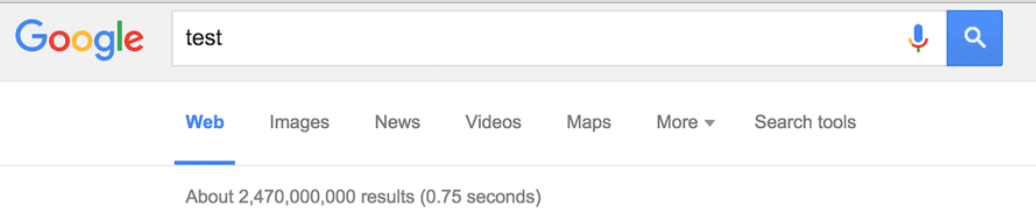 Google test
Web Images News Videos Maps More Search tools
About 2,470,000,000 results (0.75 seconds)